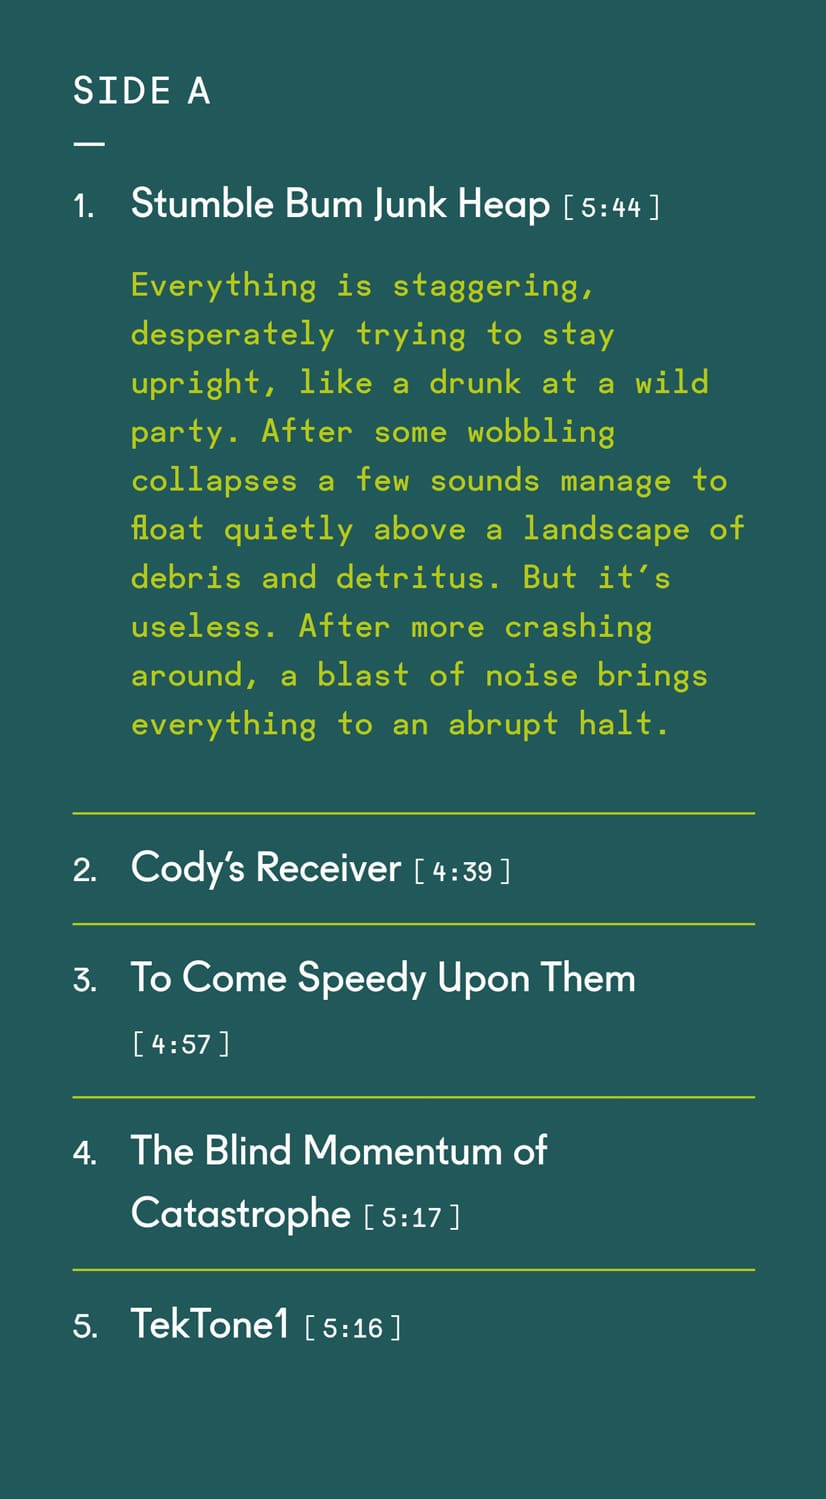 SIDE A
—
1. Stumble Bum Junk Heap [ 5:44 ]
Everything is staggering,
desperately trying to stay
upright, like a drunk at a wild
party. After some wobbling
collapses a few sounds manage to
float quietly above a landscape of
debris and detritus. But it’s
useless. After more crashing
around, a blast of noise brings
everything to an abrupt halt.
2. Cody’s Receiver [ 4:39 ]
3. To Come Speedy Upon Them
[ 4:57 ]
4. The Blind Momentum of
Catastrophe [ 5:17 ]
5. TekTone1 [ 5:16 ]